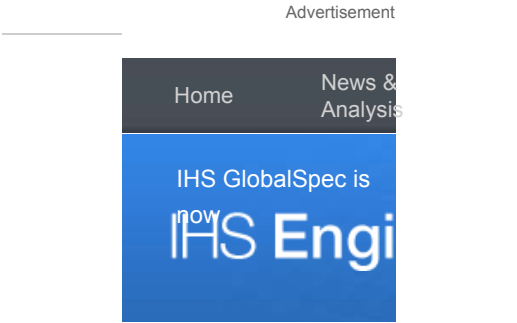 Advertisement
Home
News &
Analysis
IHS GlobalSpec is
now
IHS Engi